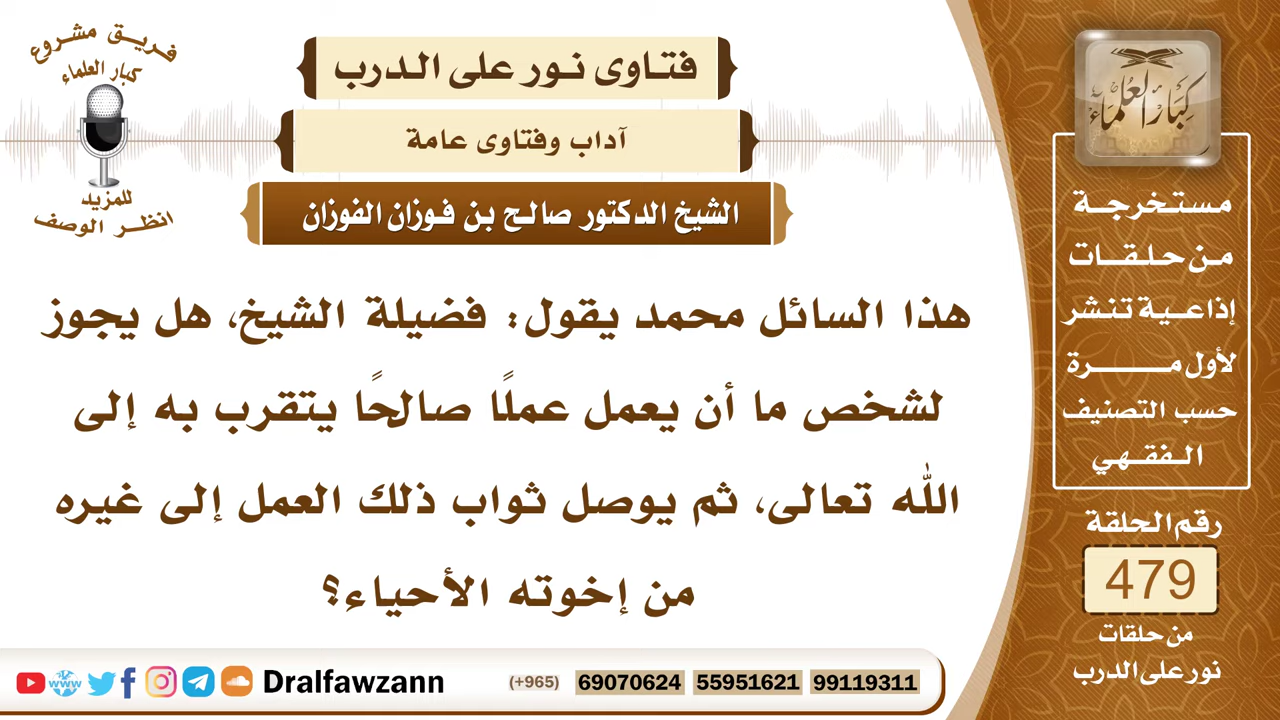 فريق مشروع
كبار العلماء
للمزيد
انظر الوصف
فتاوى نور على الدرب
آداب وفتاوى عامة
الشيخ الدكتور صالح بن فوزان الفوزان
هذا السائل محمد يقول: فضيلة الشيخ، هل يجوز
لشخص ما أن يعمل عملًا صالحًا يتقرب به إلى
الله تعالى، ثم يوصل ثواب ذلك العمل إلى غيره
من إخوته الأحياء؟
كبار العلماء
مستخرجة
من حلقات
إذاعية تنشر
لأول مرة
حسب التصنيف
الفقهي
رقم الحلقة
479
من حلقات
نور على الدرب
www Dralfawzann (+965) 69070624 55951621 99119311